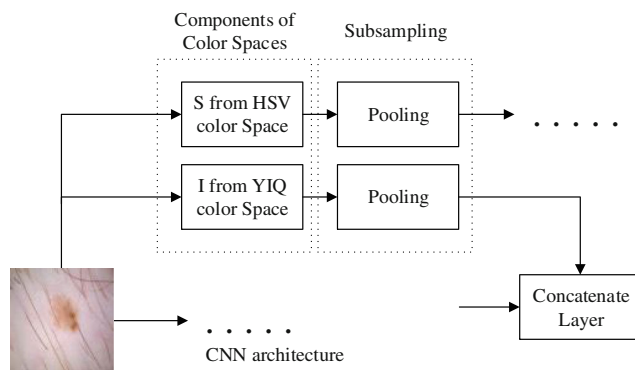 Components of
Color Spaces
Subsampling
S from HSV
color Space
Pooling
. . . . .
I from YIQ
color Space
Pooling
Concatenate
Layer
. . . . .
CNN architecture